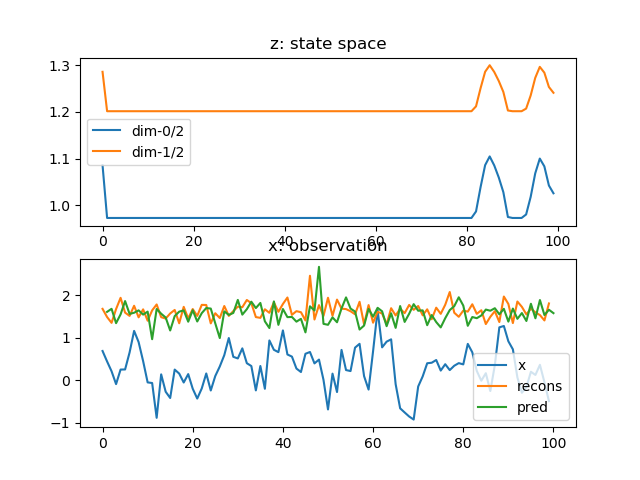 z: state space
1.3
1.2
1.1
1.0
dim-0/2
dim-1/2
0 20 40 60 80 100
x: observation
2
1
0
−1
x
recons
pred
0 20 40 60 80 100